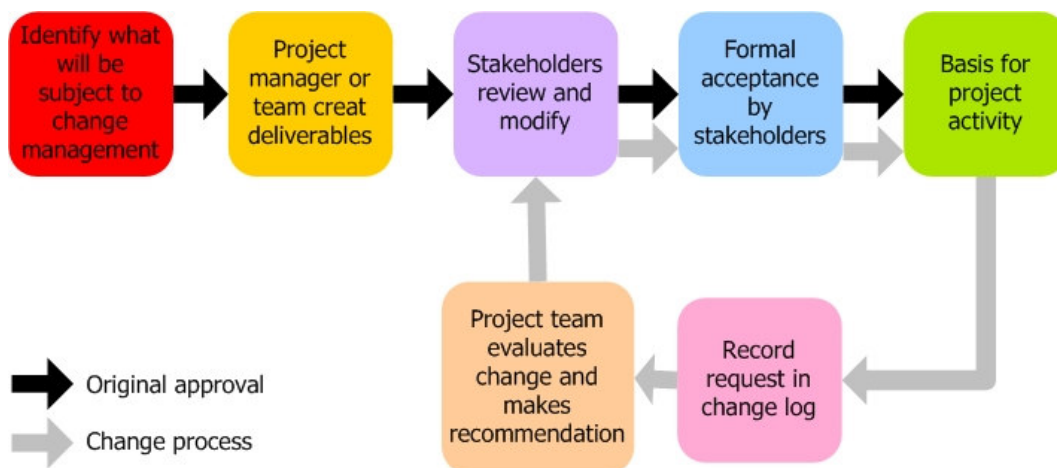 Identify what
will be
subject to
change
management
Project
manager or
team creat
deliverables
Stakeholders
review and
modify
Formal
acceptance by
stakeholders
Basis for
project
activity
Project team
evaluates
change and
makes
recommendation
Record
request in
change log
Original approval
Change process